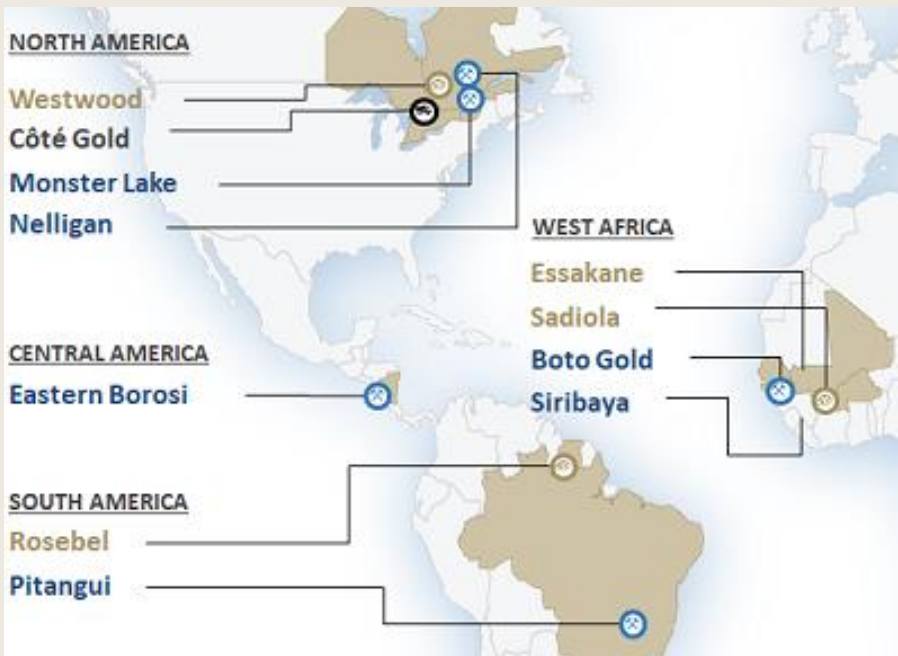 NORTH AMERICA
Westwood
Côté Gold
Monster Lake
Nelligan
CENTRAL AMERICA
Eastern Borosi
SOUTH AMERICA
Rosebel
Pitangui
WEST AFRICA
Essakane
Sadiola
Boto Gold
Siribaya